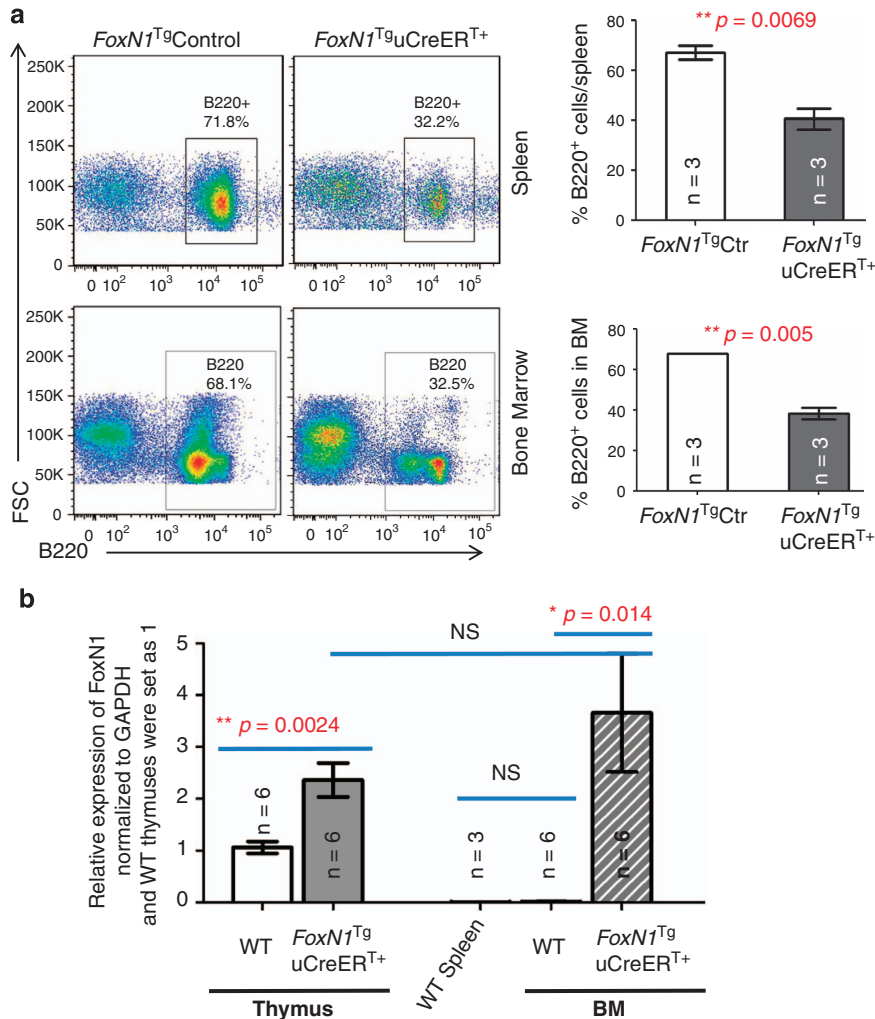 a
FoxN1TgControl
FoxN1TguCreERT+
250K
200K
150K
100K
50K
0
B220+
71.8%
B220+
32.2%
Spleen
0 102 103 104 105
0 102 103 104 105
250K
200K
150K
100K
50K
0
B220
68.1%
B220
32.5%
Bone Marrow
0 102 103 104 105
0 102 103 104 105
FSC
B220
** p = 0.0069
% B220+ cells/spleen
80
60
40
20
0
n = 3
n = 3
FoxN1TgCtr
FoxN1Tg
uCreERT+
** p = 0.005
% B220+ cells in BM
80
60
40
20
0
n = 3
n = 3
FoxN1TgCtr
FoxN1Tg
uCreERT+
b
Relative expression of FoxN1
normalized to GAPDH
and WT thymuses were set as 1
5
4
3
2
1
0
** p = 0.0024
NS
* p = 0.014
NS
n = 6
n = 6
n = 3
n = 6
n = 6
WT
FoxN1Tg
uCreERT+
WT Spleen
WT
FoxN1Tg
uCreERT+
Thymus
BM